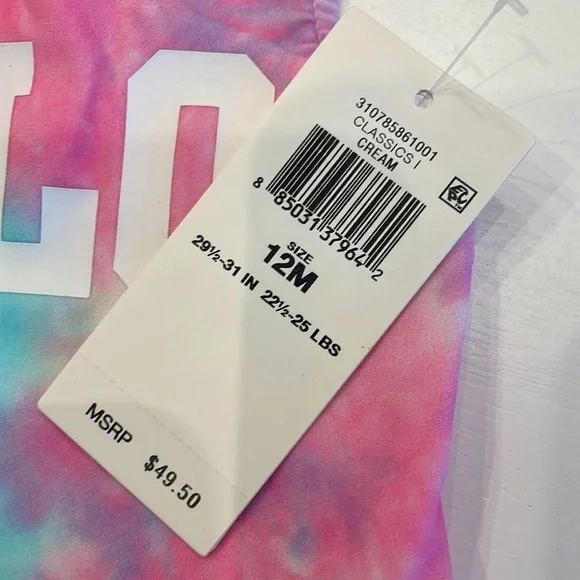 LO
310785861001
CLASSICS I
CREAM
8 85031 37964 2
SIZE
12M
29½-31 IN 22½-25 LBS
MSRP $49.50